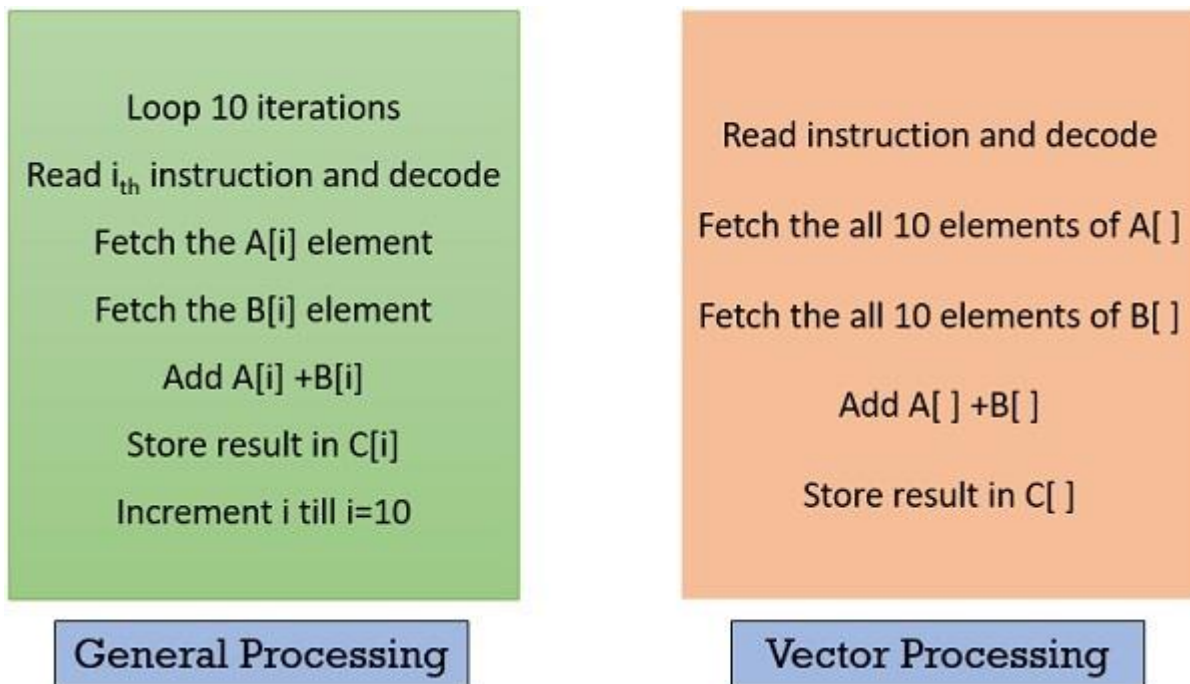 Loop 10 iterations
Read ith instruction and decode
Fetch the A[i] element
Fetch the B[i] element
Add A[i] +B[i]
Store result in C[i]
Increment i till i=10
General Processing
Read instruction and decode
Fetch the all 10 elements of A[ ]
Fetch the all 10 elements of B[ ]
Add A[ ] +B[ ]
Store result in C[ ]
Vector Processing